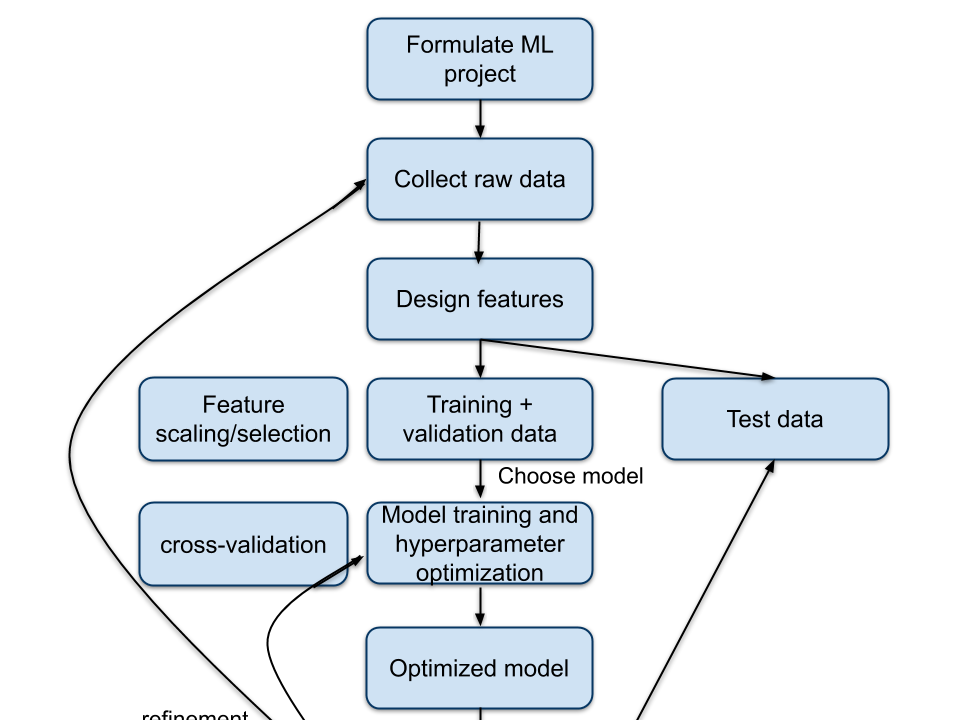 Formulate ML
project
Collect raw data
Design features
Feature
scaling/selection
Training +
validation data
Test data
Choose model
cross-validation
Model training and
hyperparameter
optimization
Optimized model
refinement